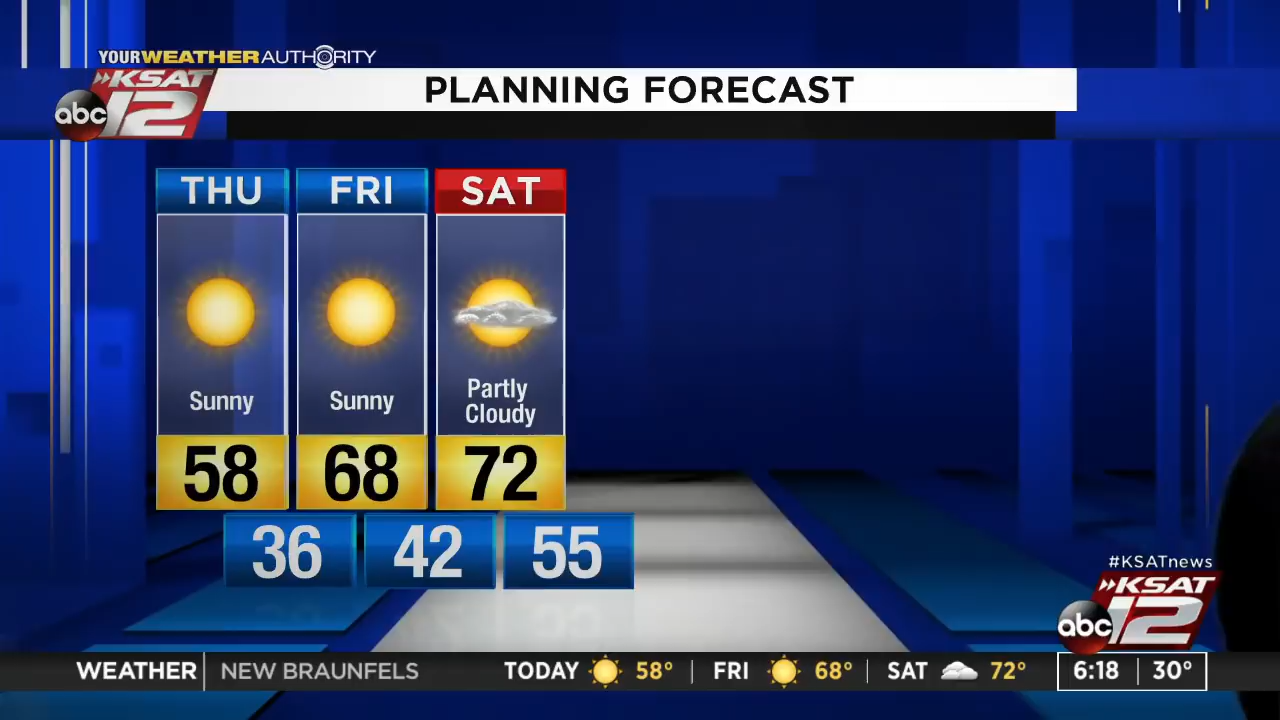 YOURWEATHERAUTHORITY
KSAT
abc 12
PLANNING FORECAST
THU FRI SAT
Sunny Sunny Partly Cloudy
58 68 72
36 42 55
#KSATnews
KSAT
abc 12
WEATHER NEW BRAUNFELS TODAY 58° FRI 68° SAT 72° 6:18 30°